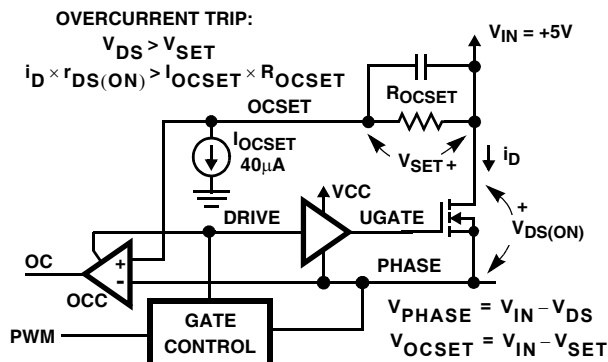 OVERCURRENT TRIP:
V_DS > V_SET
i_D × r_DS(ON) > I_OCSET × R_OCSET
V_IN = +5V
R_OCSET
OCSET
I_OCSET
40μA
V_SET +
i_D
VCC
DRIVE
UGATE
+
V_DS(ON)
OC
+
-
OCC
PHASE
PWM
GATE
CONTROL
V_PHASE = V_IN – V_DS
V_OCSET = V_IN – V_SET